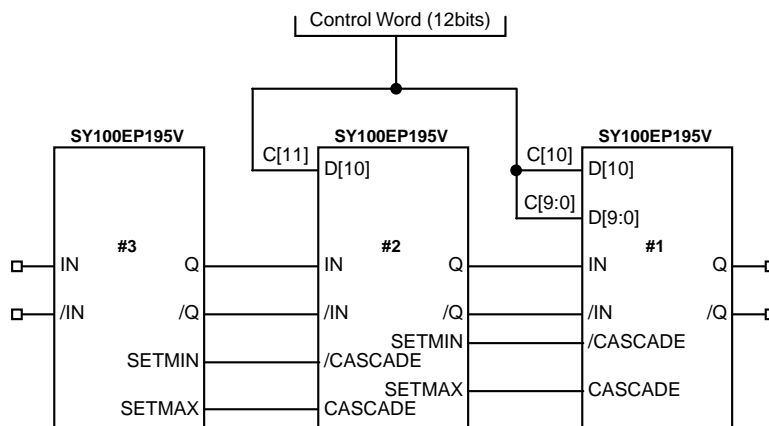 Control Word (12bits)
SY100EP195V SY100EP195V SY100EP195V
C[11] D[10] C[10] D[10]
C[9:0] D[9:0]
#3 #2 #1
IN Q IN Q IN Q
/IN /Q /IN /Q /IN /Q
SETMIN /CASCADE
SETMIN /CASCADE
SETMAX CASCADE
SETMAX CASCADE